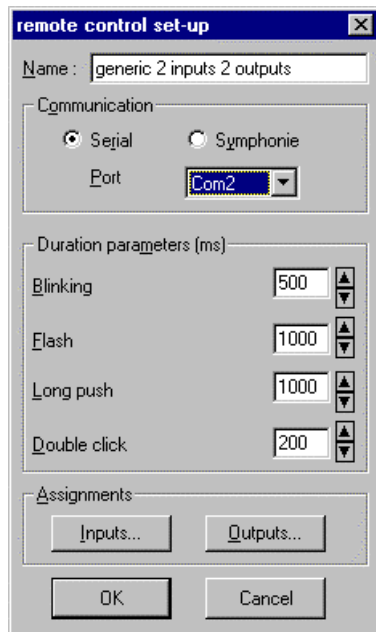 remote control set-up
Name : generic 2 inputs 2 outputs
Communication
Serial Symphonie
Port Com2
Duration parameters (ms)
Blinking 500
Flash 1000
Long push 1000
Double click 200
Assignments
Inputs... Outputs...
OK Cancel